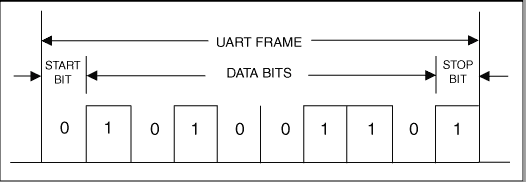 UART FRAME
START BIT
DATA BITS
STOP BIT
0 1 0 1 0 0 1 1 0 1